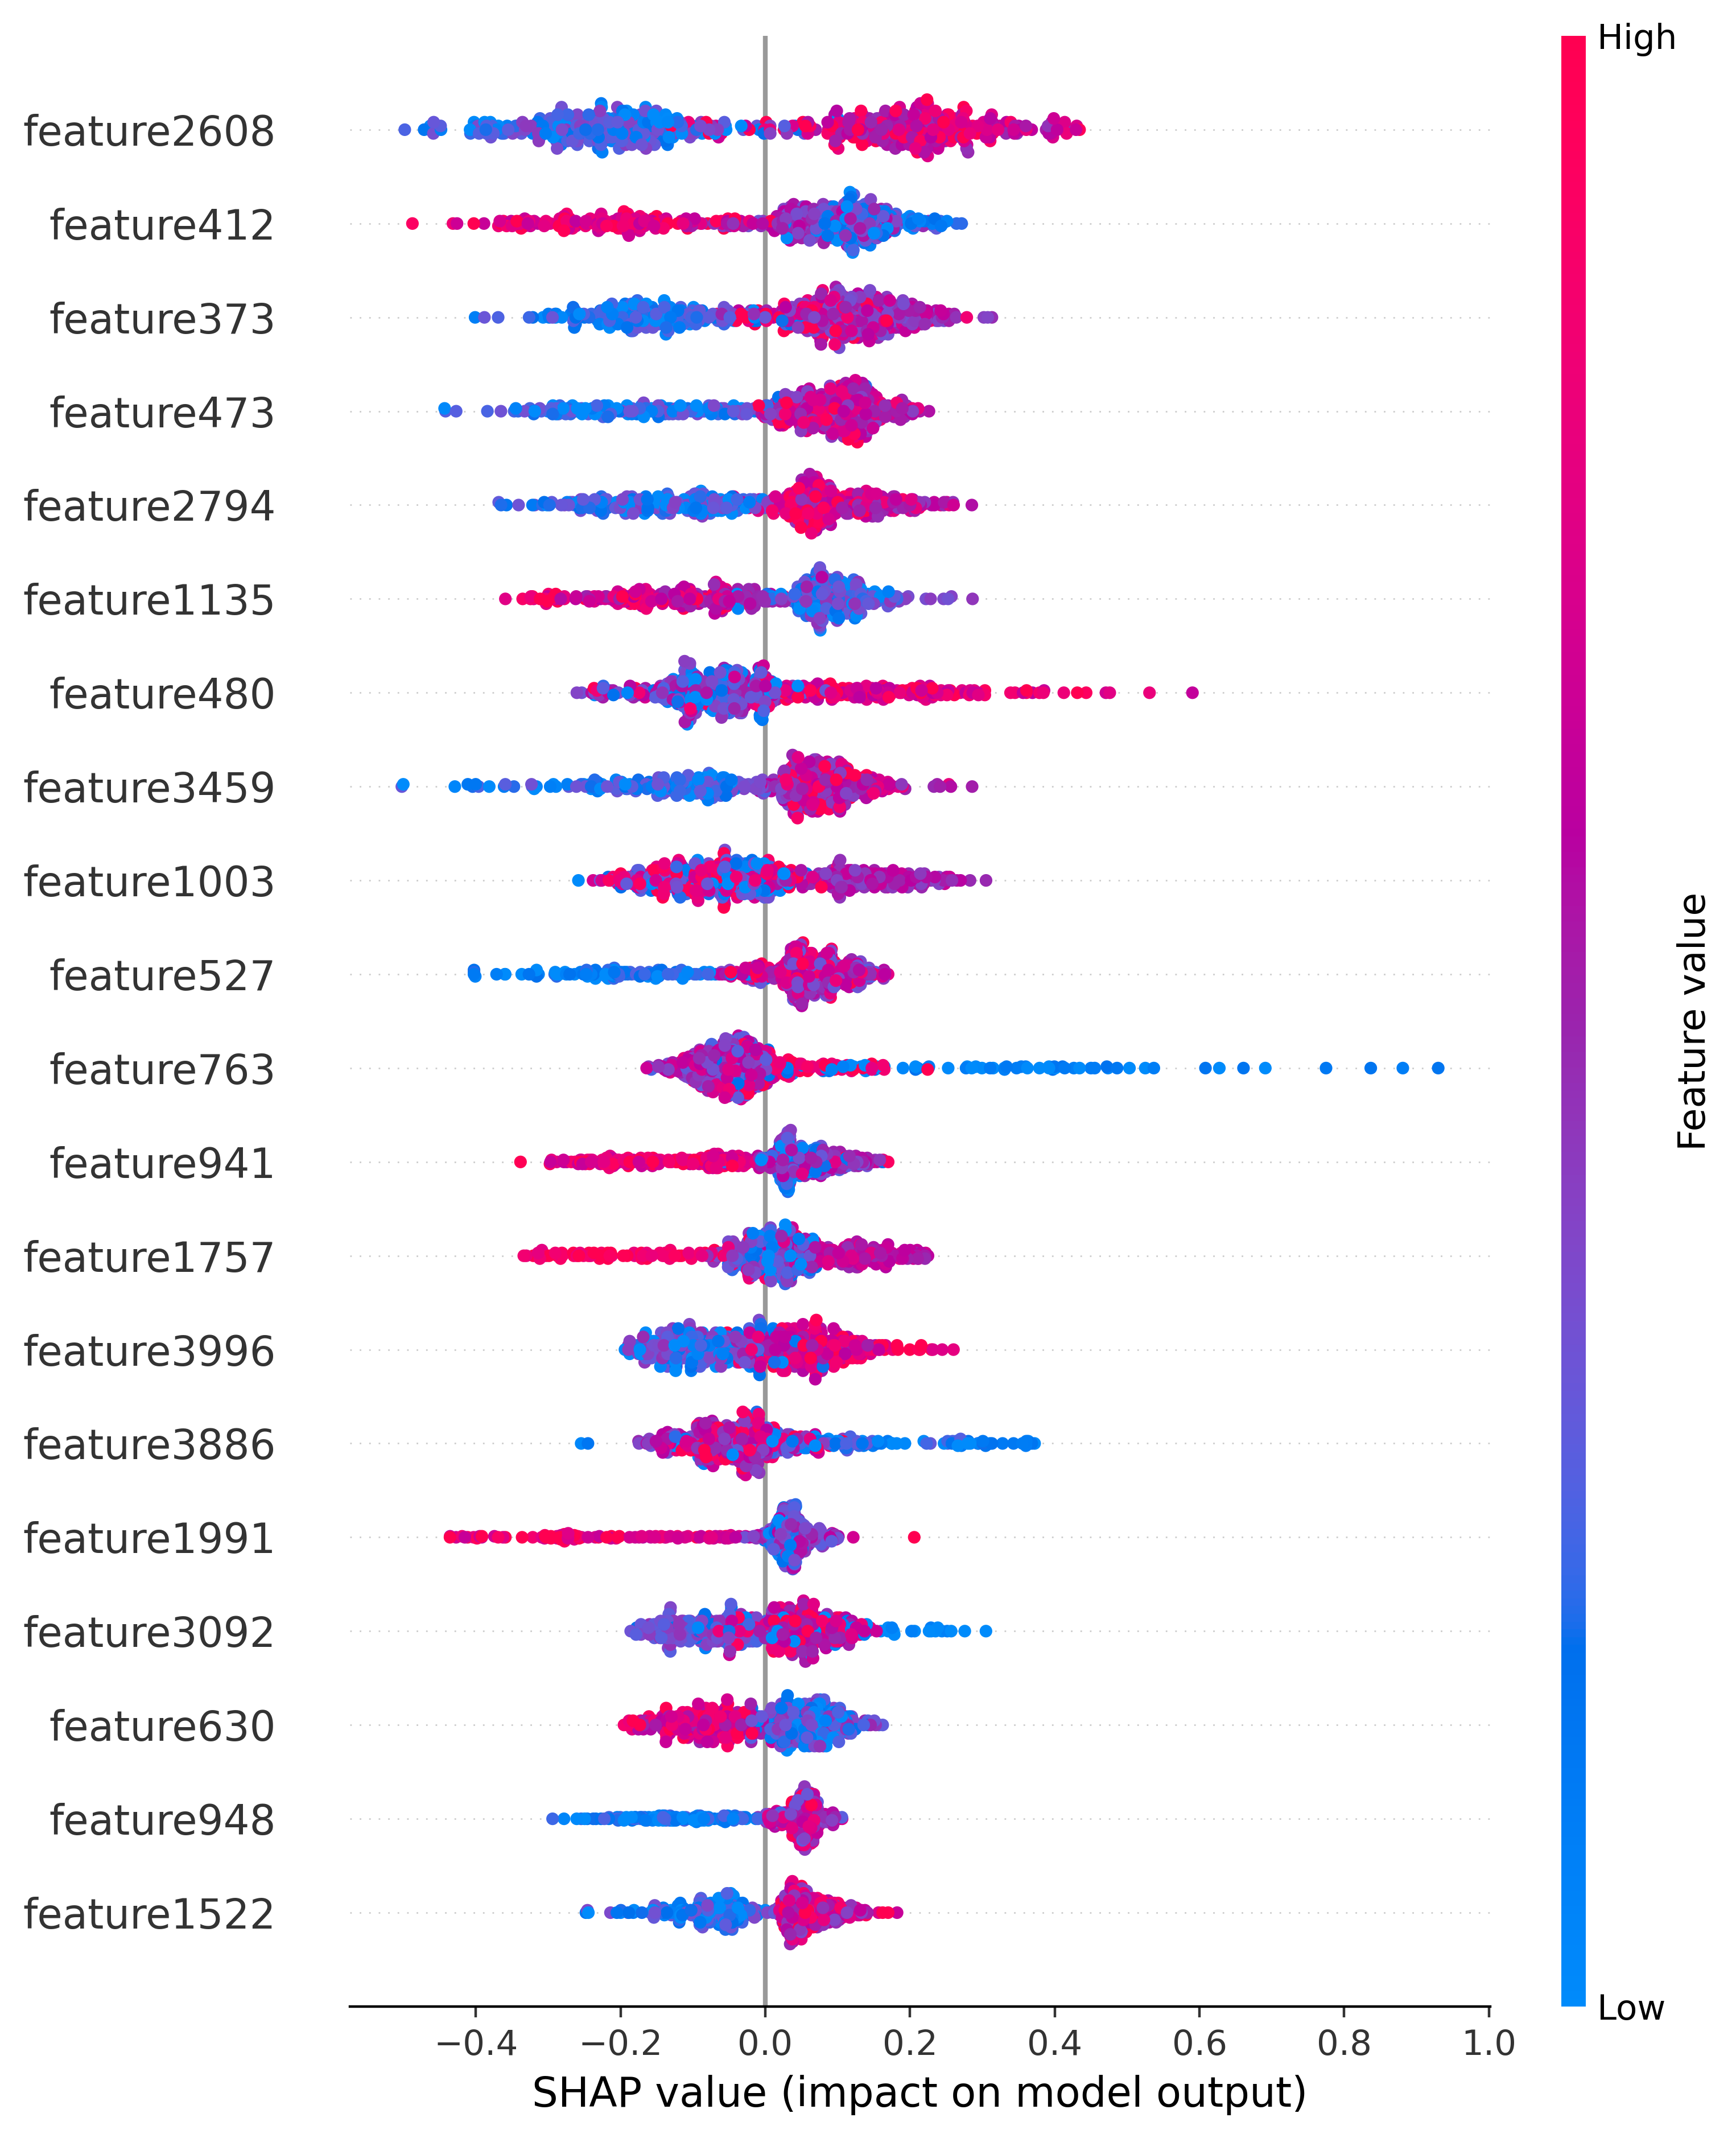 High
feature2608
feature412
feature373
feature473
feature2794
feature1135
feature480
feature3459
feature1003
feature527
feature763
feature941
feature1757
feature3996
feature3886
feature1991
feature3092
feature630
feature948
feature1522
Feature value
Low
−0.4 −0.2 0.0 0.2 0.4 0.6 0.8 1.0
SHAP value (impact on model output)